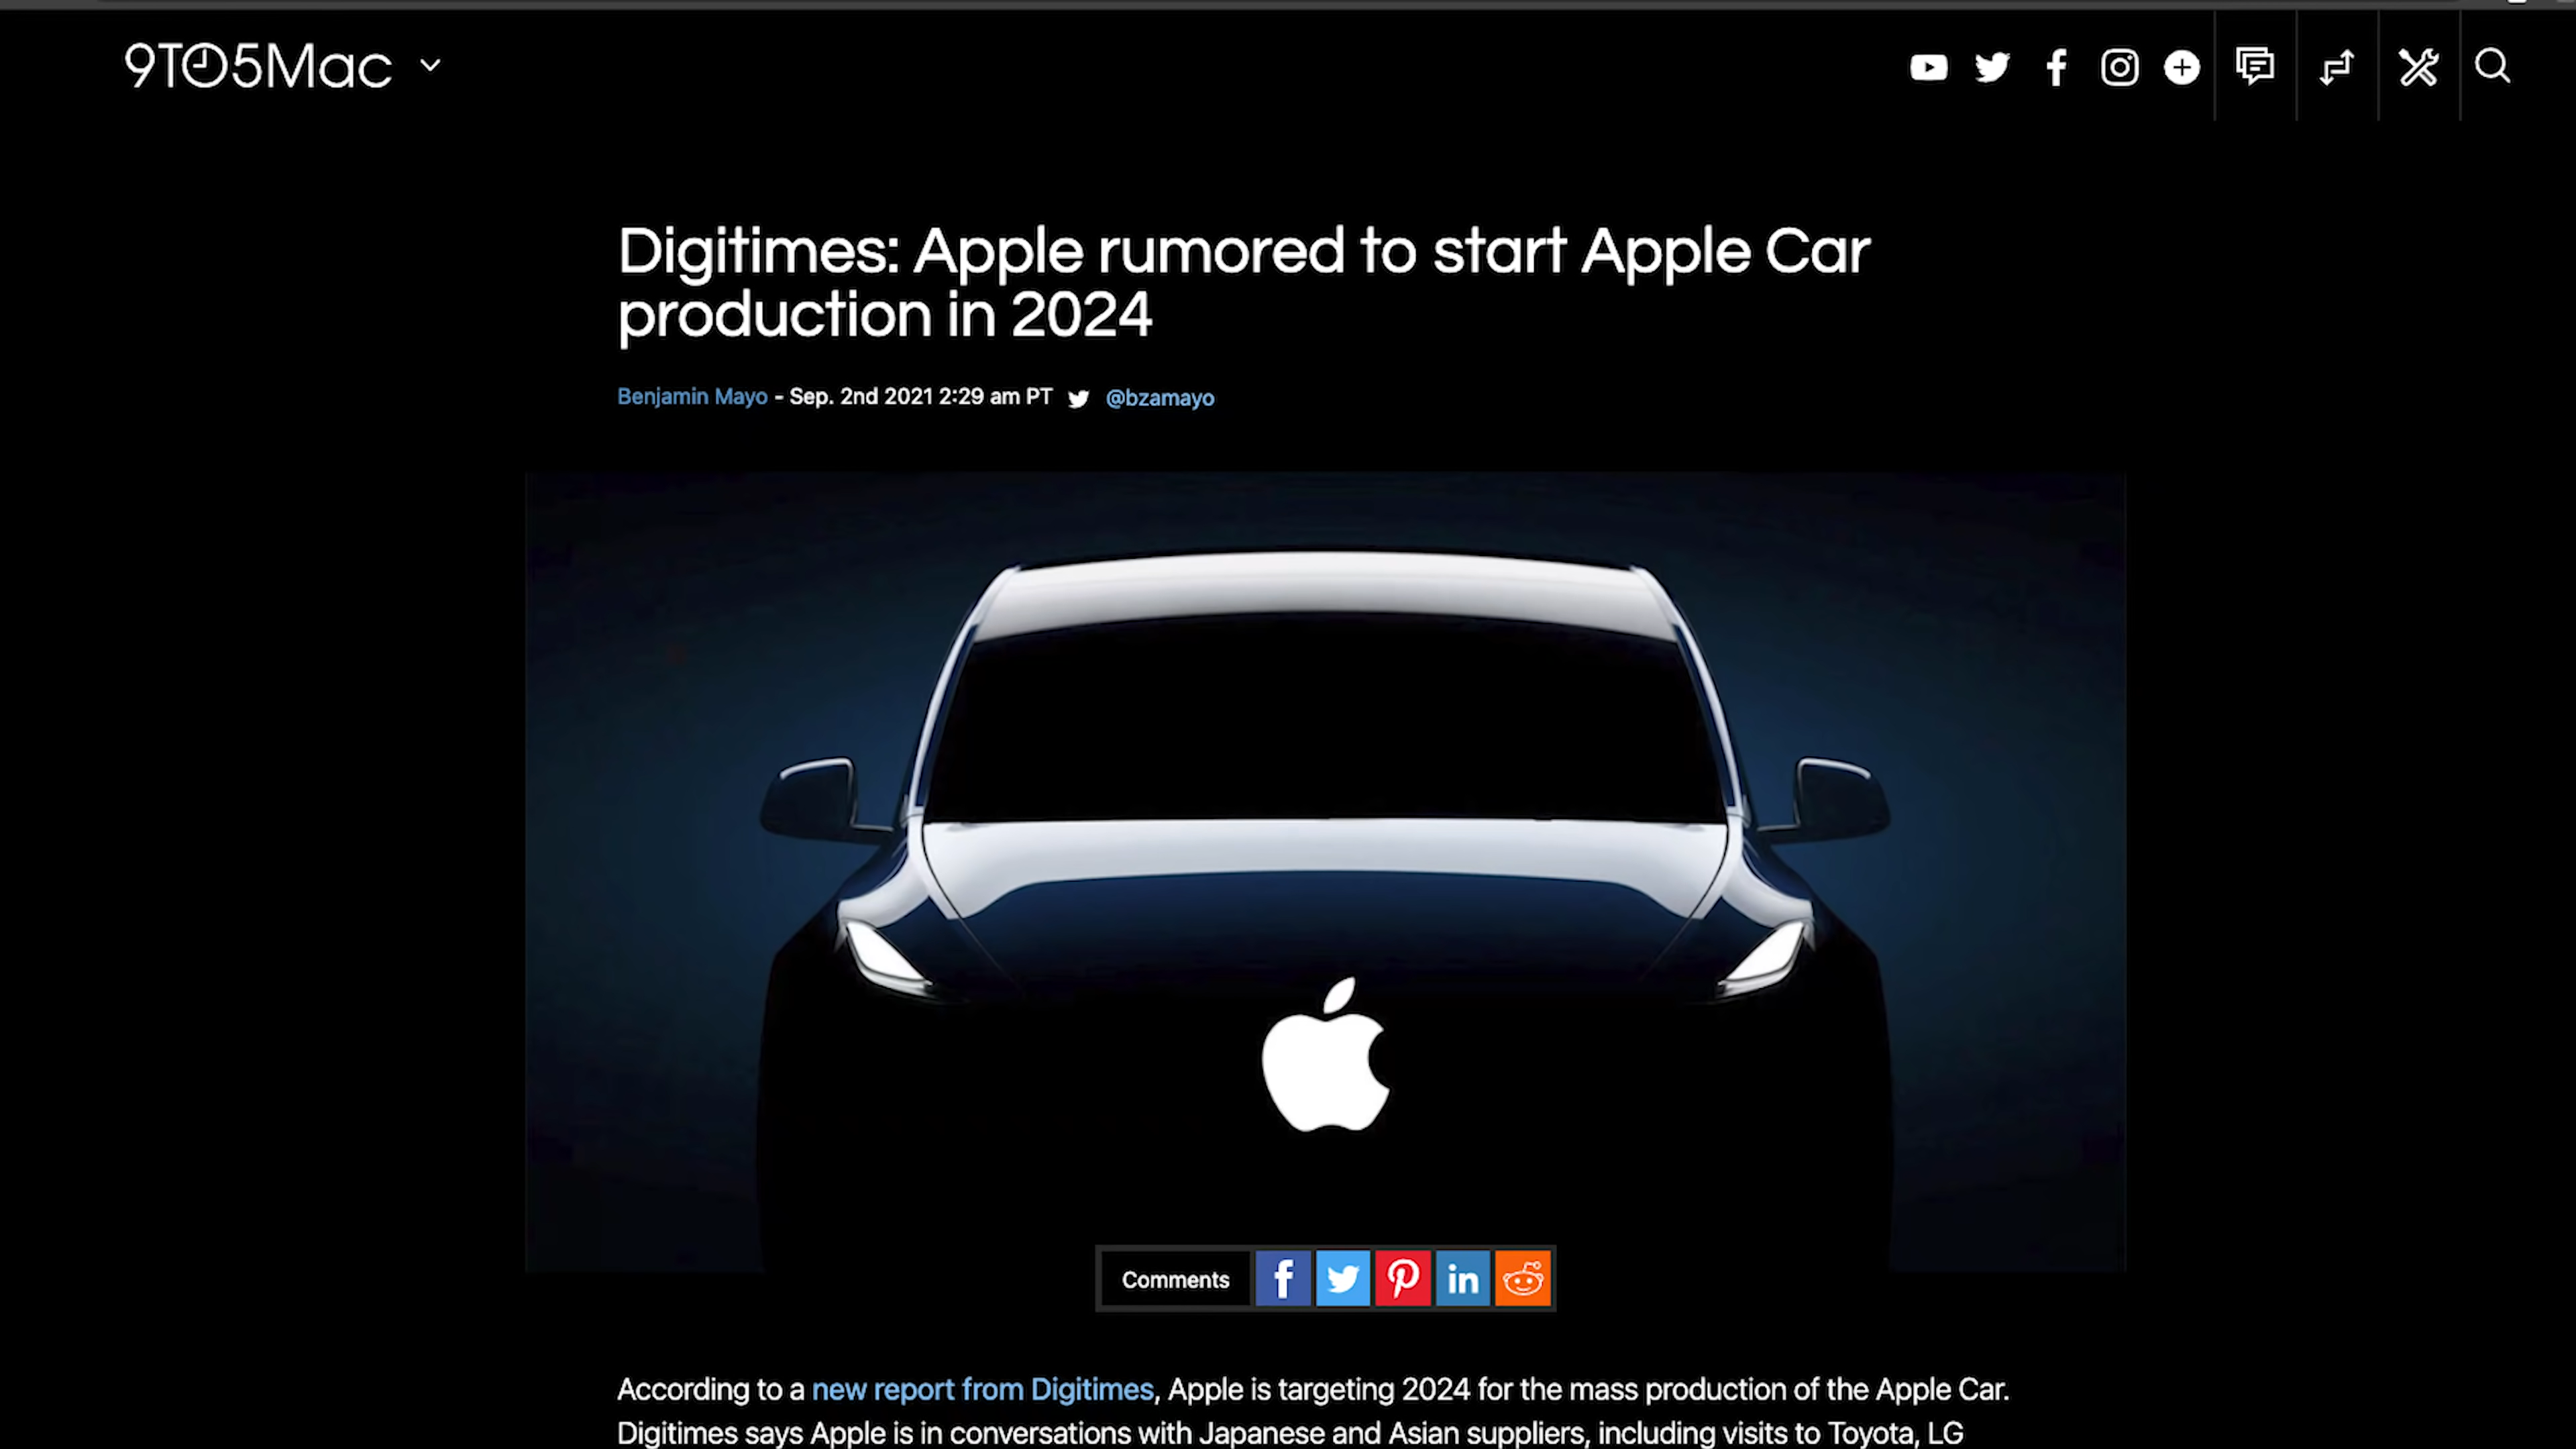 9TO5Mac
Digitimes: Apple rumored to start Apple Car
production in 2024
Benjamin Mayo - Sep. 2nd 2021 2:29 am PT @bzamayo
Comments
According to a new report from Digitimes, Apple is targeting 2024 for the mass production of the Apple Car.
Digitimes says Apple is in conversations with Japanese and Asian suppliers, including visits to Toyota, LG